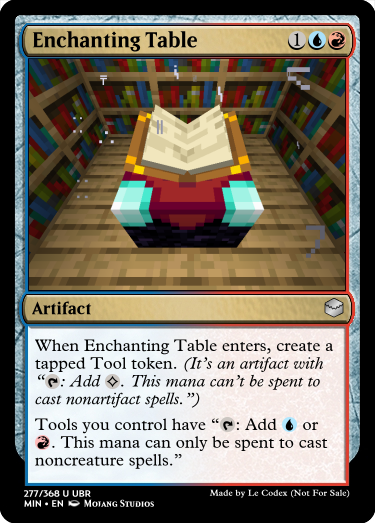 Enchanting Table 1
Artifact
When Enchanting Table enters, create a
tapped Tool token. (It's an artifact with
“: Add . This mana can't be spent to
cast nonartifact spells.”)
Tools you control have “: Add or
. This mana can only be spent to cast
noncreature spells.”
277/368 U UBR
MIN • EN Mojang Studios
Made by Le Codex (Not For Sale)